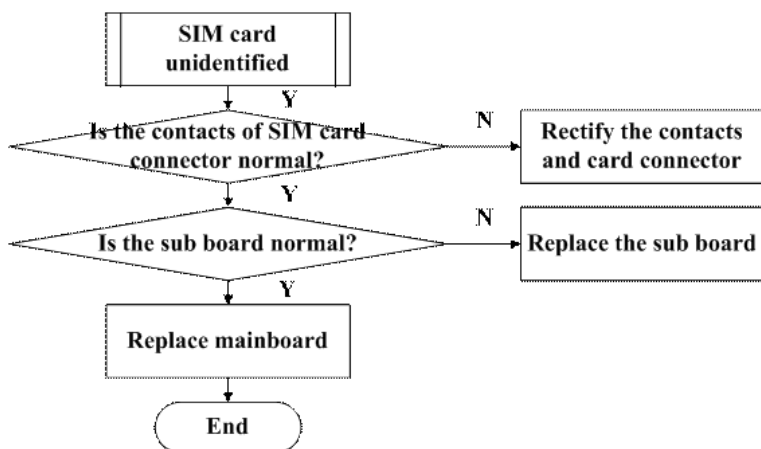 SIM card
unidentified
Y
Is the contacts of SIM card
connector normal?
N
Rectify the contacts
and card connector
Y
Is the sub board normal?
N
Replace the sub board
Y
Replace mainboard
End